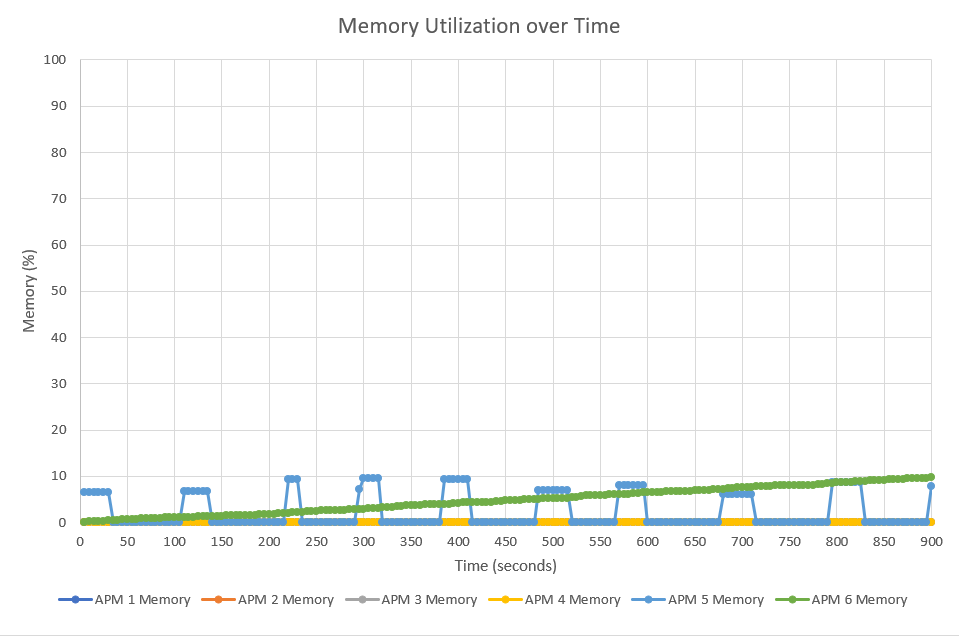 Memory Utilization over Time
100
90
80
70
60
50
40
30
20
10
0
Memory (%)
0 50 100 150 200 250 300 350 400 450 500 550 600 650 700 750 800 850 900
Time (seconds)
APM 1 Memory APM 2 Memory APM 3 Memory APM 4 Memory APM 5 Memory APM 6 Memory